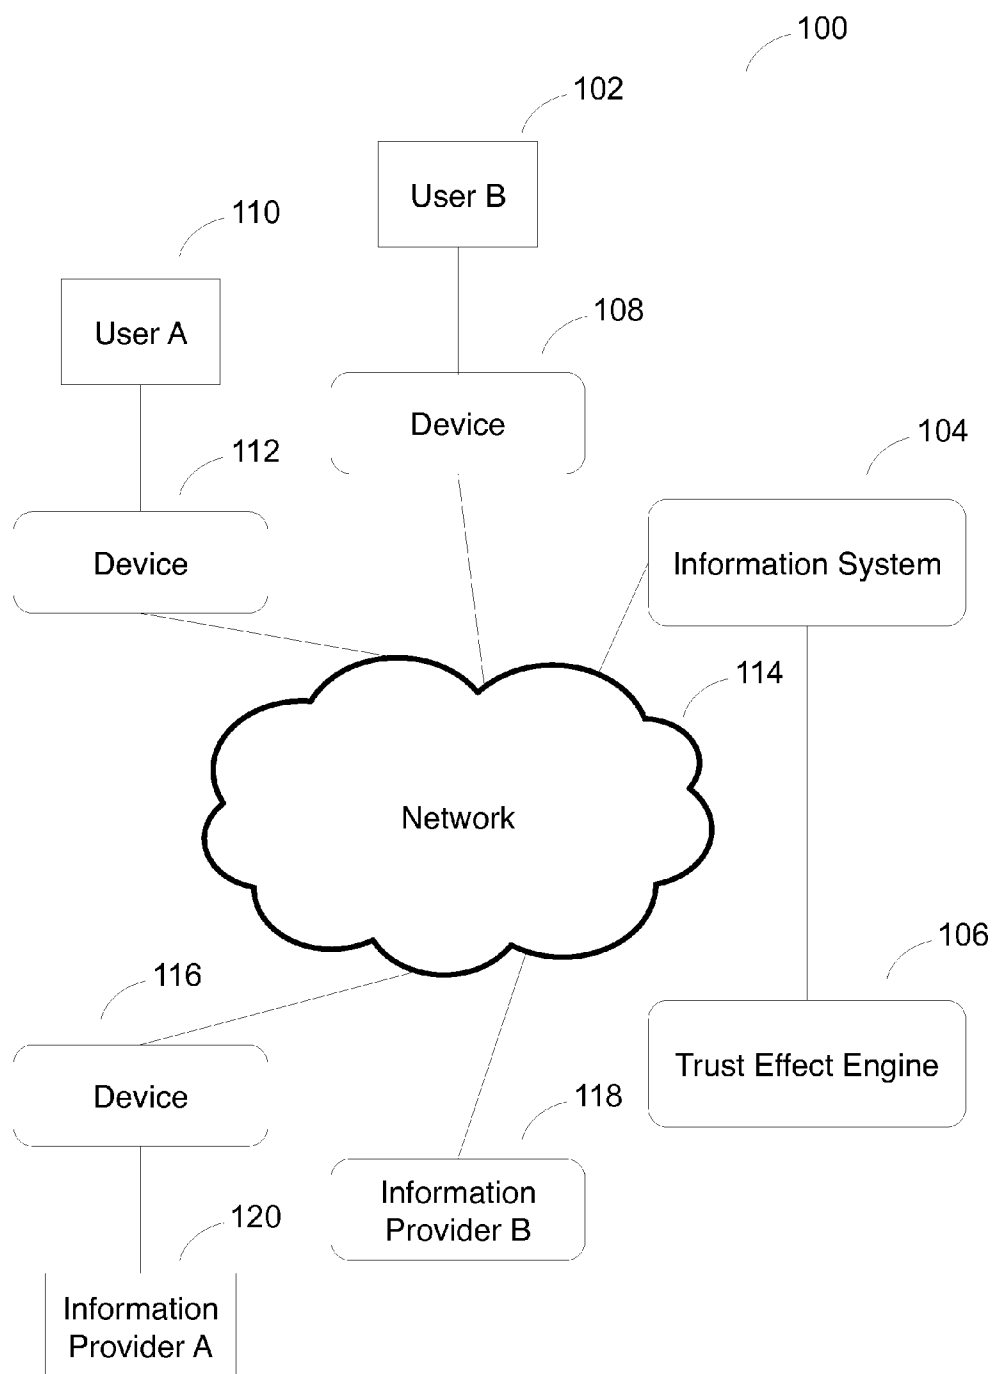 100
102
User B
110
User A
108
Device
112
Device
104
Information System
114
Network
106
Trust Effect Engine
116
Device
118
Information
Provider B
120
Information
Provider A